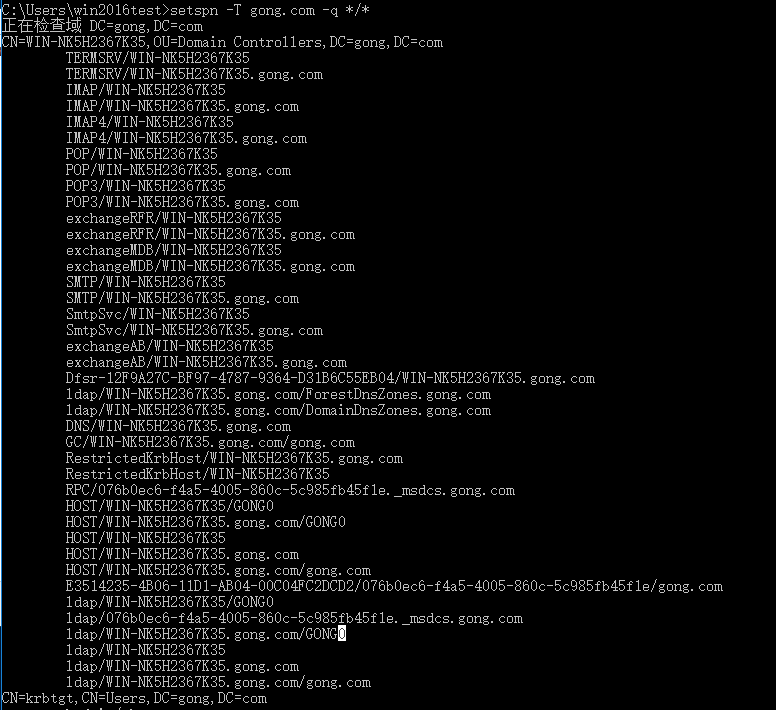 C:\Users\win2016test>setspn -T gong.com -q */*
正在检查域 DC=gong,DC=com
CN=WIN-NK5H2367K35,OU=Domain Controllers,DC=gong,DC=com
TERMSRV/WIN-NK5H2367K35
TERMSRV/WIN-NK5H2367K35.gong.com
IMAP/WIN-NK5H2367K35
IMAP/WIN-NK5H2367K35.gong.com
IMAP4/WIN-NK5H2367K35
IMAP4/WIN-NK5H2367K35.gong.com
POP/WIN-NK5H2367K35
POP/WIN-NK5H2367K35.gong.com
POP3/WIN-NK5H2367K35
POP3/WIN-NK5H2367K35.gong.com
exchangeRFR/WIN-NK5H2367K35
exchangeRFR/WIN-NK5H2367K35.gong.com
exchangeMDB/WIN-NK5H2367K35
exchangeMDB/WIN-NK5H2367K35.gong.com
SMTP/WIN-NK5H2367K35
SMTP/WIN-NK5H2367K35.gong.com
SmtpSvc/WIN-NK5H2367K35
SmtpSvc/WIN-NK5H2367K35.gong.com
exchangeAB/WIN-NK5H2367K35
exchangeAB/WIN-NK5H2367K35.gong.com
Dfsr-12F9A27C-BF97-4787-9364-D31B6C55EB04/WIN-NK5H2367K35.gong.com
ldap/WIN-NK5H2367K35.gong.com/ForestDnsZones.gong.com
ldap/WIN-NK5H2367K35.gong.com/DomainDnsZones.gong.com
DNS/WIN-NK5H2367K35.gong.com
GC/WIN-NK5H2367K35.gong.com/gong.com
RestrictedKrbHost/WIN-NK5H2367K35.gong.com
RestrictedKrbHost/WIN-NK5H2367K35
RPC/076b0ec6-f4a5-4005-860c-5c985fb45f1e._msdcs.gong.com
HOST/WIN-NK5H2367K35/GONG0
HOST/WIN-NK5H2367K35.gong.com/GONG0
HOST/WIN-NK5H2367K35
HOST/WIN-NK5H2367K35.gong.com
HOST/WIN-NK5H2367K35.gong.com/gong.com
E3514235-4B06-11D1-AB04-00C04FC2DCD2/076b0ec6-f4a5-4005-860c-5c985fb45f1e/gong.com
ldap/WIN-NK5H2367K35/GONG0
ldap/076b0ec6-f4a5-4005-860c-5c985fb45f1e._msdcs.gong.com
ldap/WIN-NK5H2367K35.gong.com/GONG0
ldap/WIN-NK5H2367K35
ldap/WIN-NK5H2367K35.gong.com
ldap/WIN-NK5H2367K35.gong.com/gong.com
CN=krbtgt,CN=Users,DC=gong,DC=com